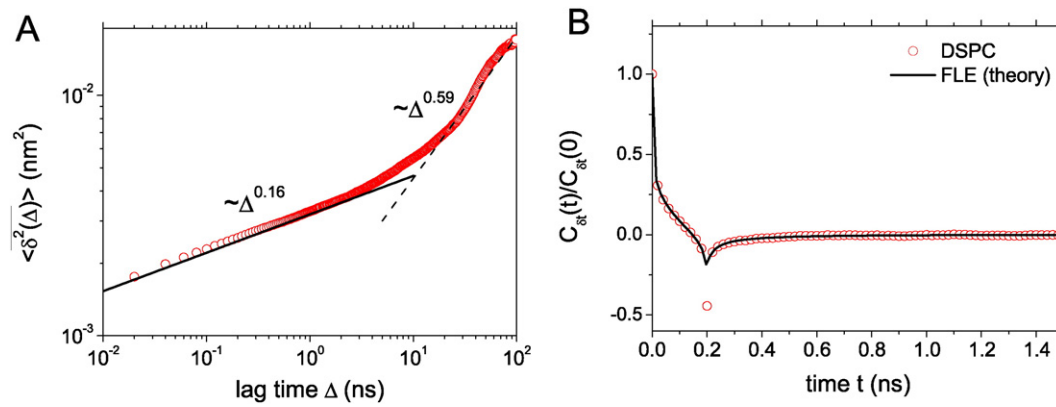 A
<δ²(Δ)> (nm²)
10⁻²
10⁻³
~Δ^0.16
~Δ^0.59
10⁻² 10⁻¹ 10⁰ 10¹ 10²
lag time Δ (ns)
B
C_δt(t)/C_δt(0)
1.0
0.5
0.0
-0.5
DSPC
FLE (theory)
0.0 0.2 0.4 0.6 0.8 1.0 1.2 1.4
time t (ns)